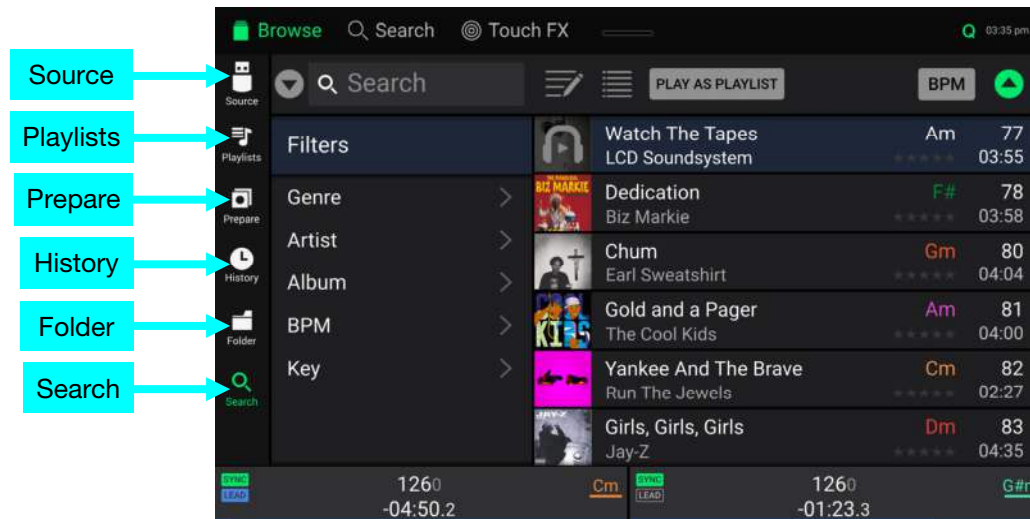 Browse Search Touch FX Q 03:35 pm
Source
Source
Search PLAY AS PLAYLIST BPM
Playlists
Playlists
Prepare
Prepare
History
History
Folder
Folder
Search
Search
Filters
Genre
Artist
Album
BPM
Key
Watch The Tapes Am 77
LCD Soundsystem 03:55
BIZ MARKIE
Dedication F# 78
Biz Markie 03:58
Chum Gm 80
Earl Sweatshirt 04:04
KIDS
Gold and a Pager Am 81
The Cool Kids 04:00
Yankee And The Brave Cm 82
Run The Jewels 02:27
JAY-Z
Girls, Girls, Girls Dm 83
Jay-Z 04:35
SYNC
LEAD
1260 Cm
-04:50.2
SYNC
LEAD
1260 G#m
-01:23.3